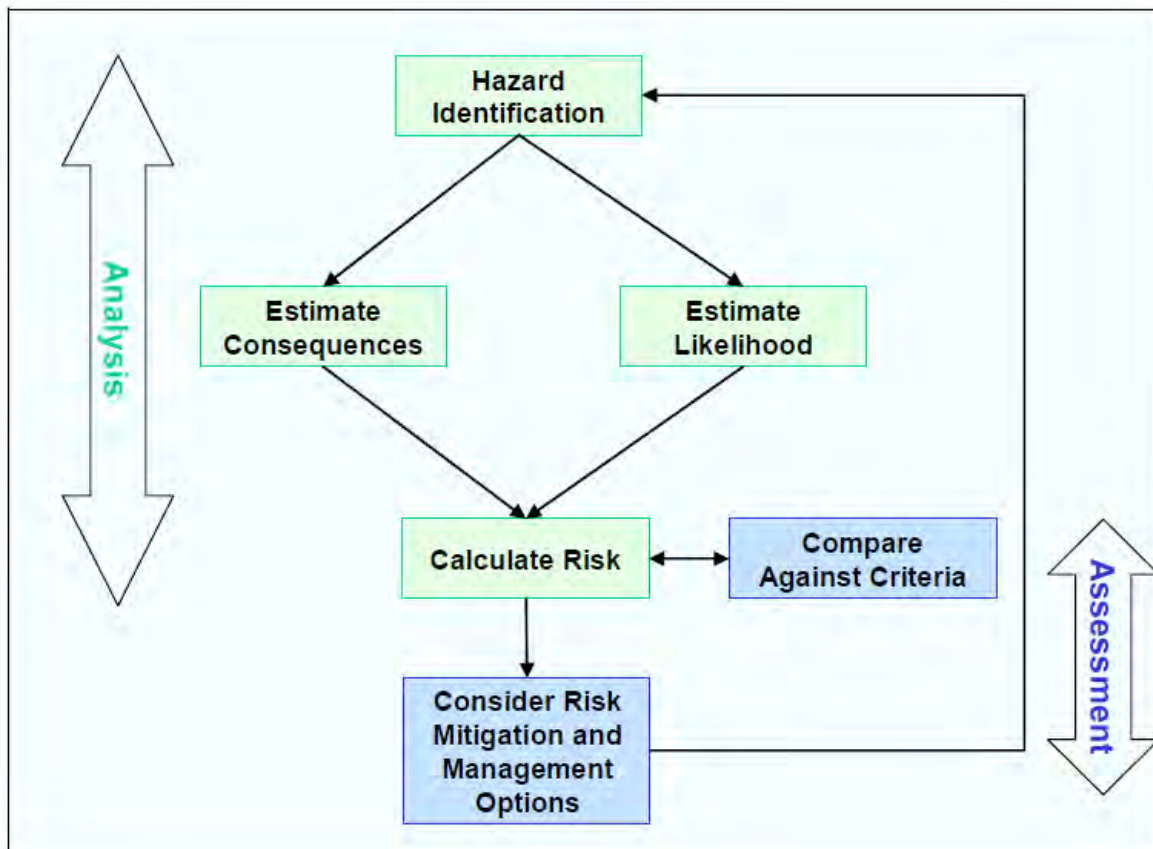 Hazard
Identification
Analysis
Estimate
Consequences
Estimate
Likelihood
Calculate Risk
Compare
Against Criteria
Assessment
Consider Risk
Mitigation and
Management
Options